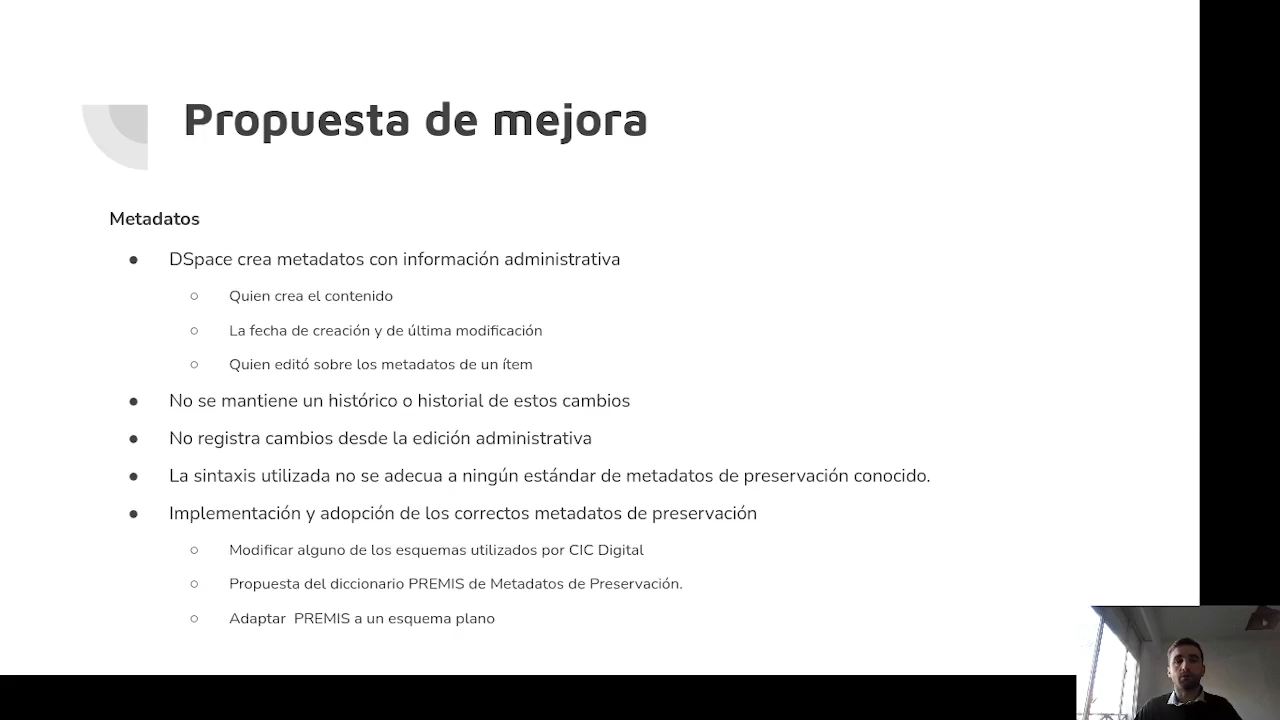 Propuesta de mejora
Metadatos
● DSpace crea metadatos con información administrativa
○ Quien crea el contenido
○ La fecha de creación y de última modificación
○ Quien editó sobre los metadatos de un ítem
● No se mantiene un histórico o historial de estos cambios
● No registra cambios desde la edición administrativa
● La sintaxis utilizada no se adecua a ningún estándar de metadatos de preservación conocido.
● Implementación y adopción de los correctos metadatos de preservación
○ Modificar alguno de los esquemas utilizados por CIC Digital
○ Propuesta del diccionario PREMIS de Metadatos de Preservación.
○ Adaptar  PREMIS a un esquema plano